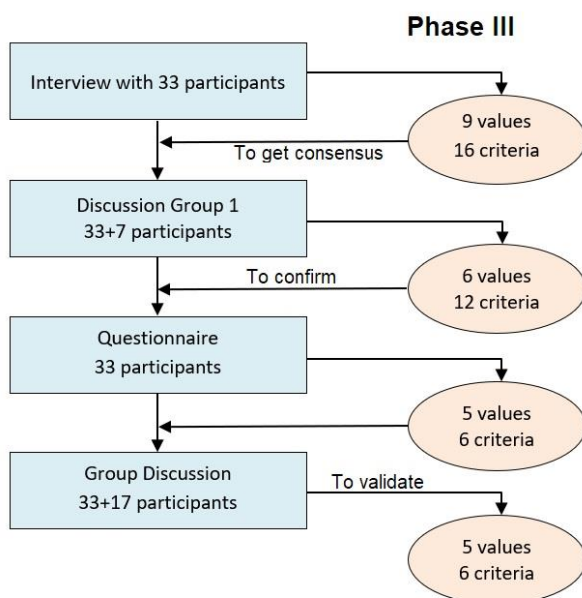 Phase III
Interview with 33 participants
9 values
16 criteria
To get consensus
Discussion Group 1
33+7 participants
6 values
12 criteria
To confirm
Questionnaire
33 participants
5 values
6 criteria
Group Discussion
33+17 participants
To validate
5 values
6 criteria